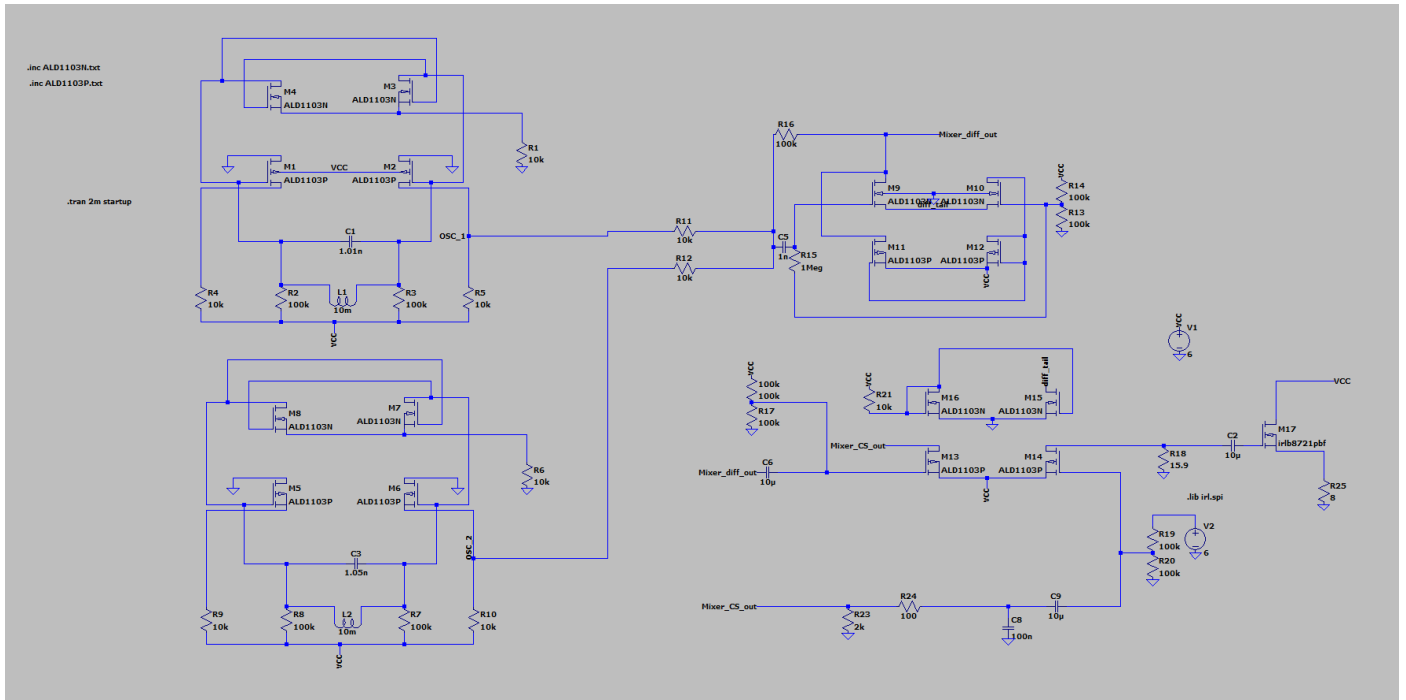 .inc ALD1103N.txt
.inc ALD1103P.txt
.tran 2m startup
M4
ALD1103N
M3
ALD1103N
R1
10k
M1
ALD1103P
VCC
M2
ALD1103P
C1
1.01n
OSC_1
R4
10k
R2
100k
L1
10m
R3
100k
R5
10k
VCC
M8
ALD1103N
M7
ALD1103N
R6
10k
M5
ALD1103P
M6
ALD1103P
C3
1.05n
OSC_2
R9
10k
R8
100k
L2
10m
R7
100k
R10
10k
VCC
R11
10k
R12
10k
R16
100k
Mixer_diff_out
M9
ALD1103N
M10
ALD1103N
diff_tail
VCC
R14
100k
R13
100k
C5
1n
R15
1Meg
M11
ALD1103P
M12
ALD1103P
VCC
VCC
V1
6
VCC
100k
100k
R17
100k
VCC
R21
10k
M16
ALD1103N
M15
ALD1103N
diff_tail
Mixer_CS_out
M13
ALD1103P
M14
ALD1103P
VCC
Mixer_diff_out
C6
10µ
R18
15.9
C2
10µ
VCC
M17
irlb8721pbf
R25
8
.lib irl.spi
R19
100k
R20
100k
V2
6
Mixer_CS_out
R23
2k
R24
100
C8
100n
C9
10µ